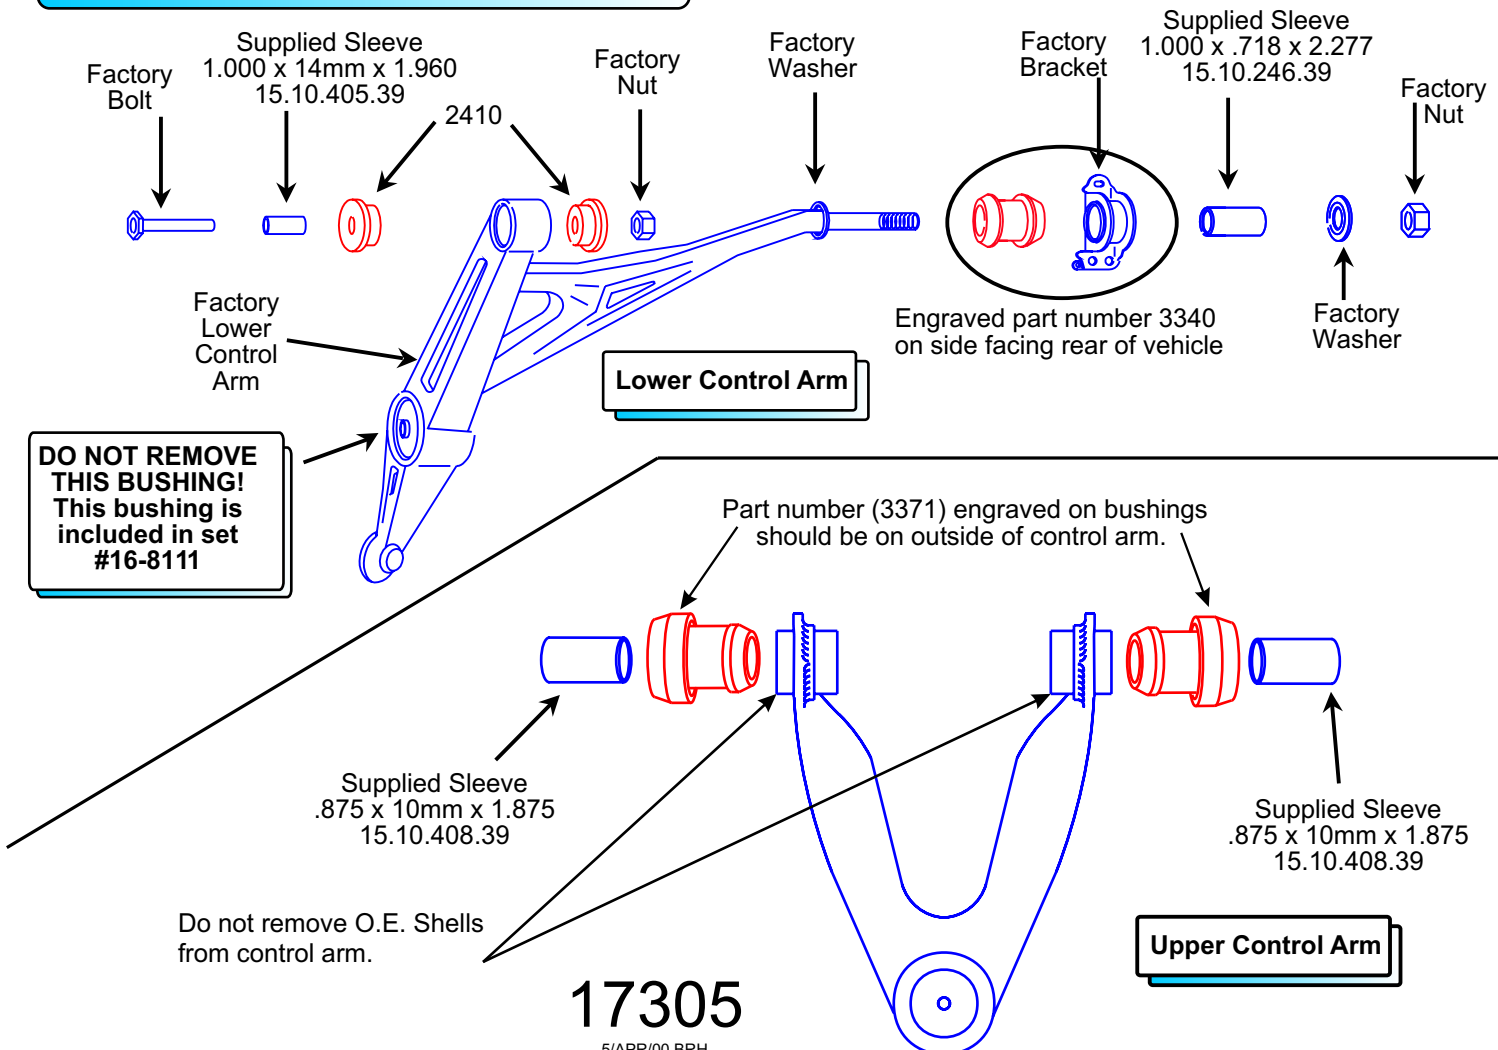 Supplied Sleeve
1.000 x .718 x 2.277
15.10.246.39
Supplied Sleeve
1.000 x 14mm x 1.960
15.10.405.39
Factory
Bolt
2410
Factory
Nut
Factory
Washer
Factory
Bracket
Factory
Nut
Factory
Lower
Control
Arm
Engraved part number 3340
on side facing rear of vehicle
Factory
Washer
Lower Control Arm
DO NOT REMOVE
THIS BUSHING!
This bushing is
included in set
#16-8111
Part number (3371) engraved on bushings
should be on outside of control arm.
Supplied Sleeve
.875 x 10mm x 1.875
15.10.408.39
Supplied Sleeve
.875 x 10mm x 1.875
15.10.408.39
Do not remove O.E. Shells
from control arm.
Upper Control Arm
17305
5/APR/00 BRH